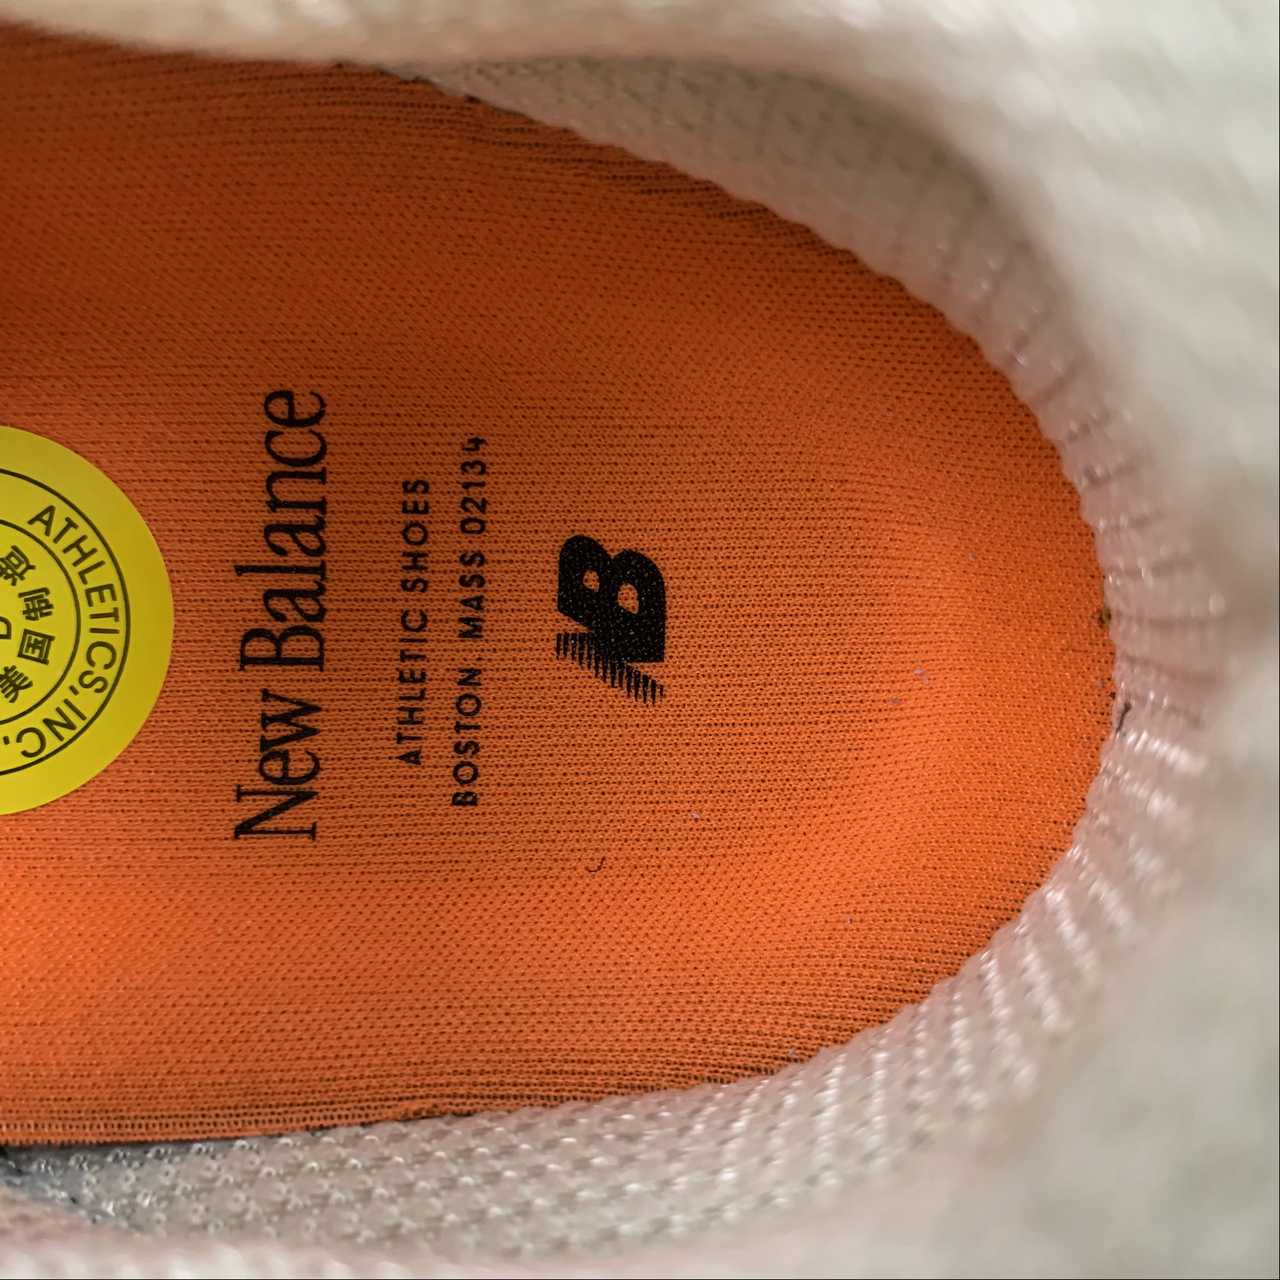 New Balance
ATHLETIC SHOES
BOSTON, MASS 02134
ATHLETICS, INC.
美国制造